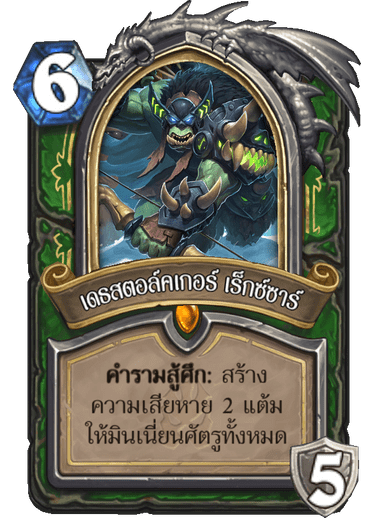 6
เดธสตอล์คเกอร์ เร็กซ์ซาร์
คำรามสู้ศึก: สร้าง
ความเสียหาย 2 แต้ม
ให้มินเนี่ยนศัตรูทั้งหมด
5